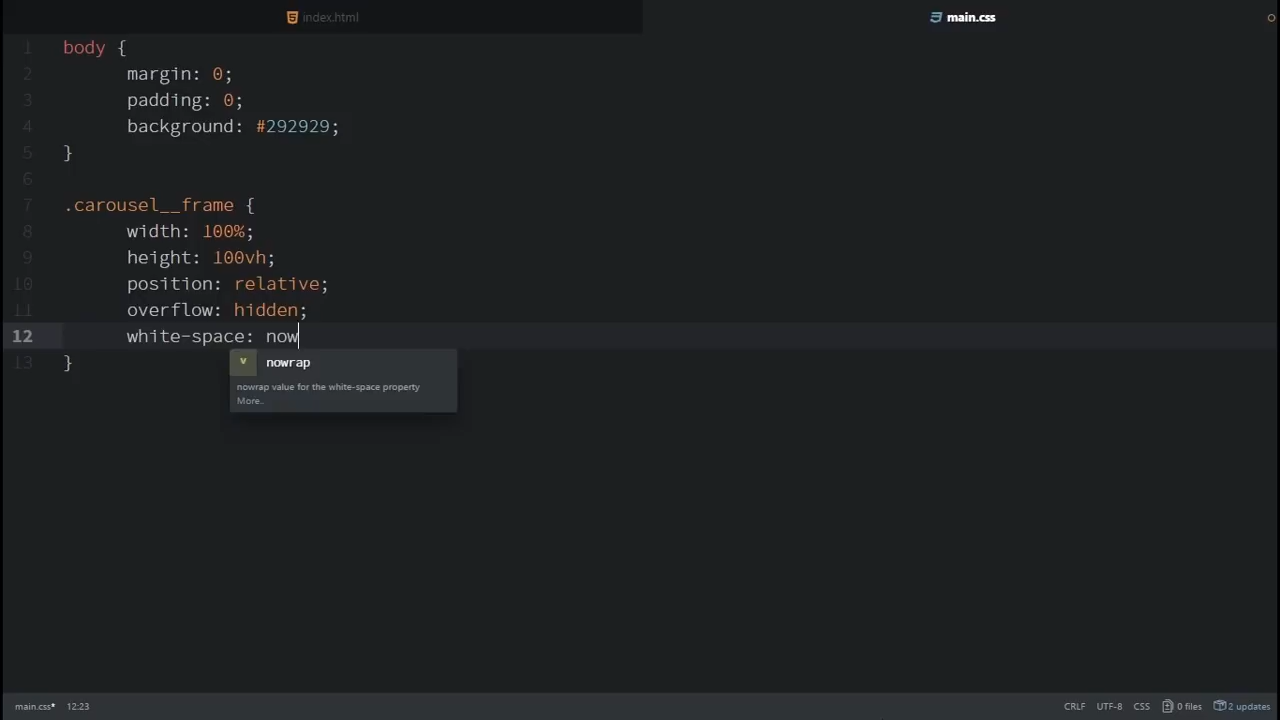 index.html
main.css
1 body {
2 margin: 0;
3 padding: 0;
4 background: #292929;
5 }
6
7 .carousel__frame {
8 width: 100%;
9 height: 100vh;
10 position: relative;
11 overflow: hidden;
12 white-space: now
v nowrap
13 }
nowrap value for the white-space property
More..
main.css* 12:23 CRLF UTF-8 CSS 0 files 2 updates